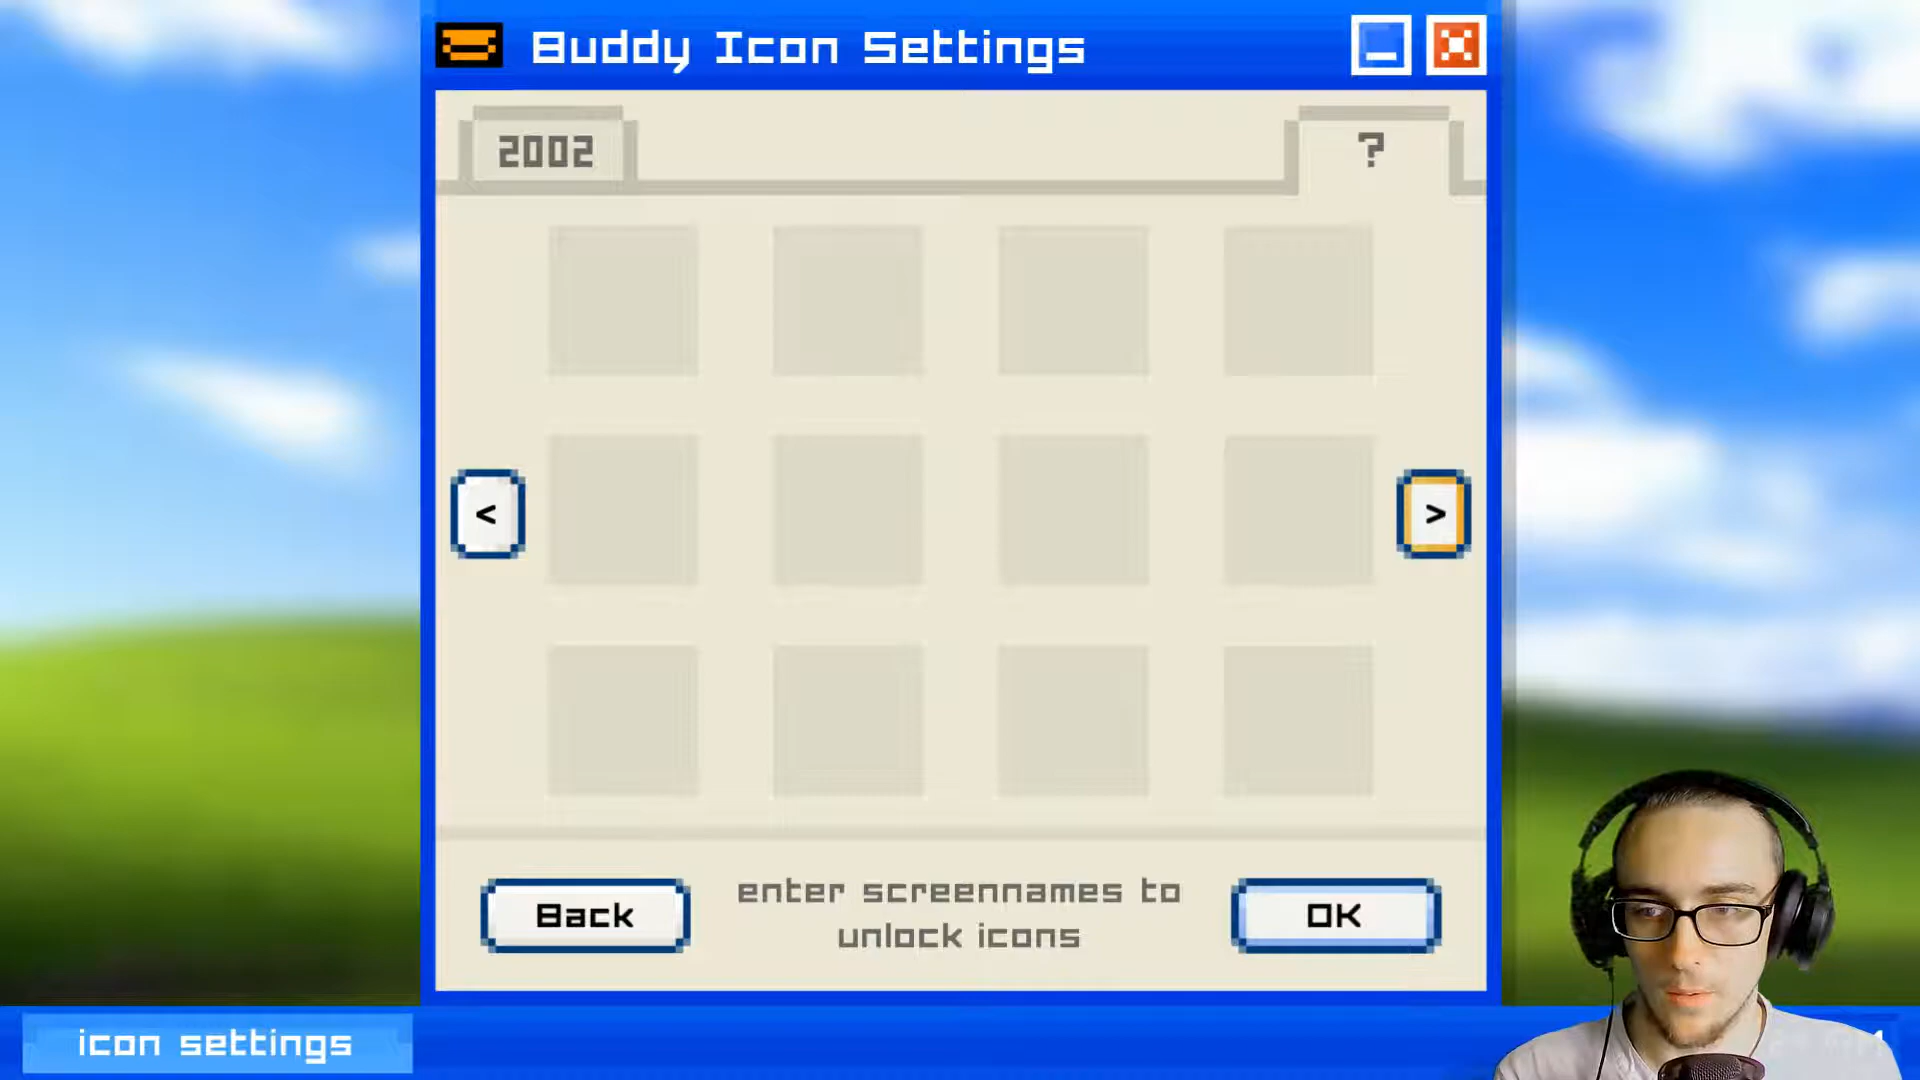 Buddy Icon Settings
2002
?
<
>
Back
enter screennames to
unlock icons
OK
icon settings